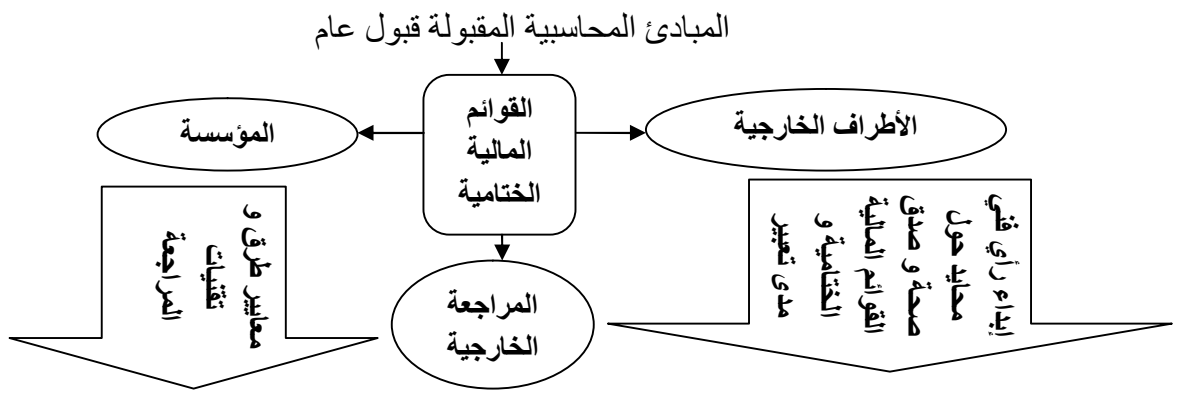 المبادئ المحاسبية المقبولة قبول عام
الأطراف الخارجية
القوائم
المالية
الختامية
المؤسسة
إبداء رأي فني
محايد حول
صحة و صدق
القوائم المالية
الختامية و
مدى تعبير
المراجعة
الخارجية
معايير طرق و
تقنيات
المراجعة